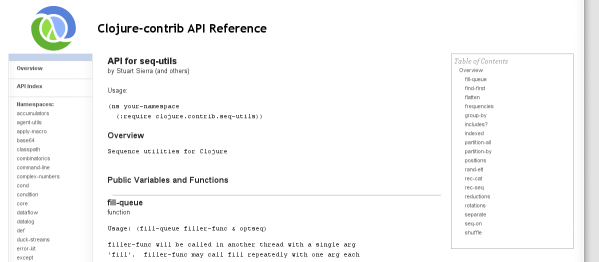 Clojure-contrib API Reference
Overview
API Index
Namespaces:
accumulators
agent-utils
apply-macro
base64
classpath
combinatorics
command-line
complex-numbers
cond
condition
core
dataflow
datalog
def
duck-streams
error-kit
except
API for seq-utils
by Stuart Sierra (and others)
Usage:
(ns your-namespace
(:require clojure.contrib.seq-utils))
Overview
Sequence utilities for Clojure
Public Variables and Functions
fill-queue
function
Usage: (fill-queue filler-func & optseq)
filler-func will be called in another thread with a single arg
'fill'. filler-func may call fill repeatedly with one arg each
Table of Contents
Overview
fill-queue
find-first
flatten
frequencies
group-by
includes?
indexed
partition-all
partition-by
positions
rand-elt
rec-cat
rec-seq
reductions
rotations
separate
seq-on
shuffle